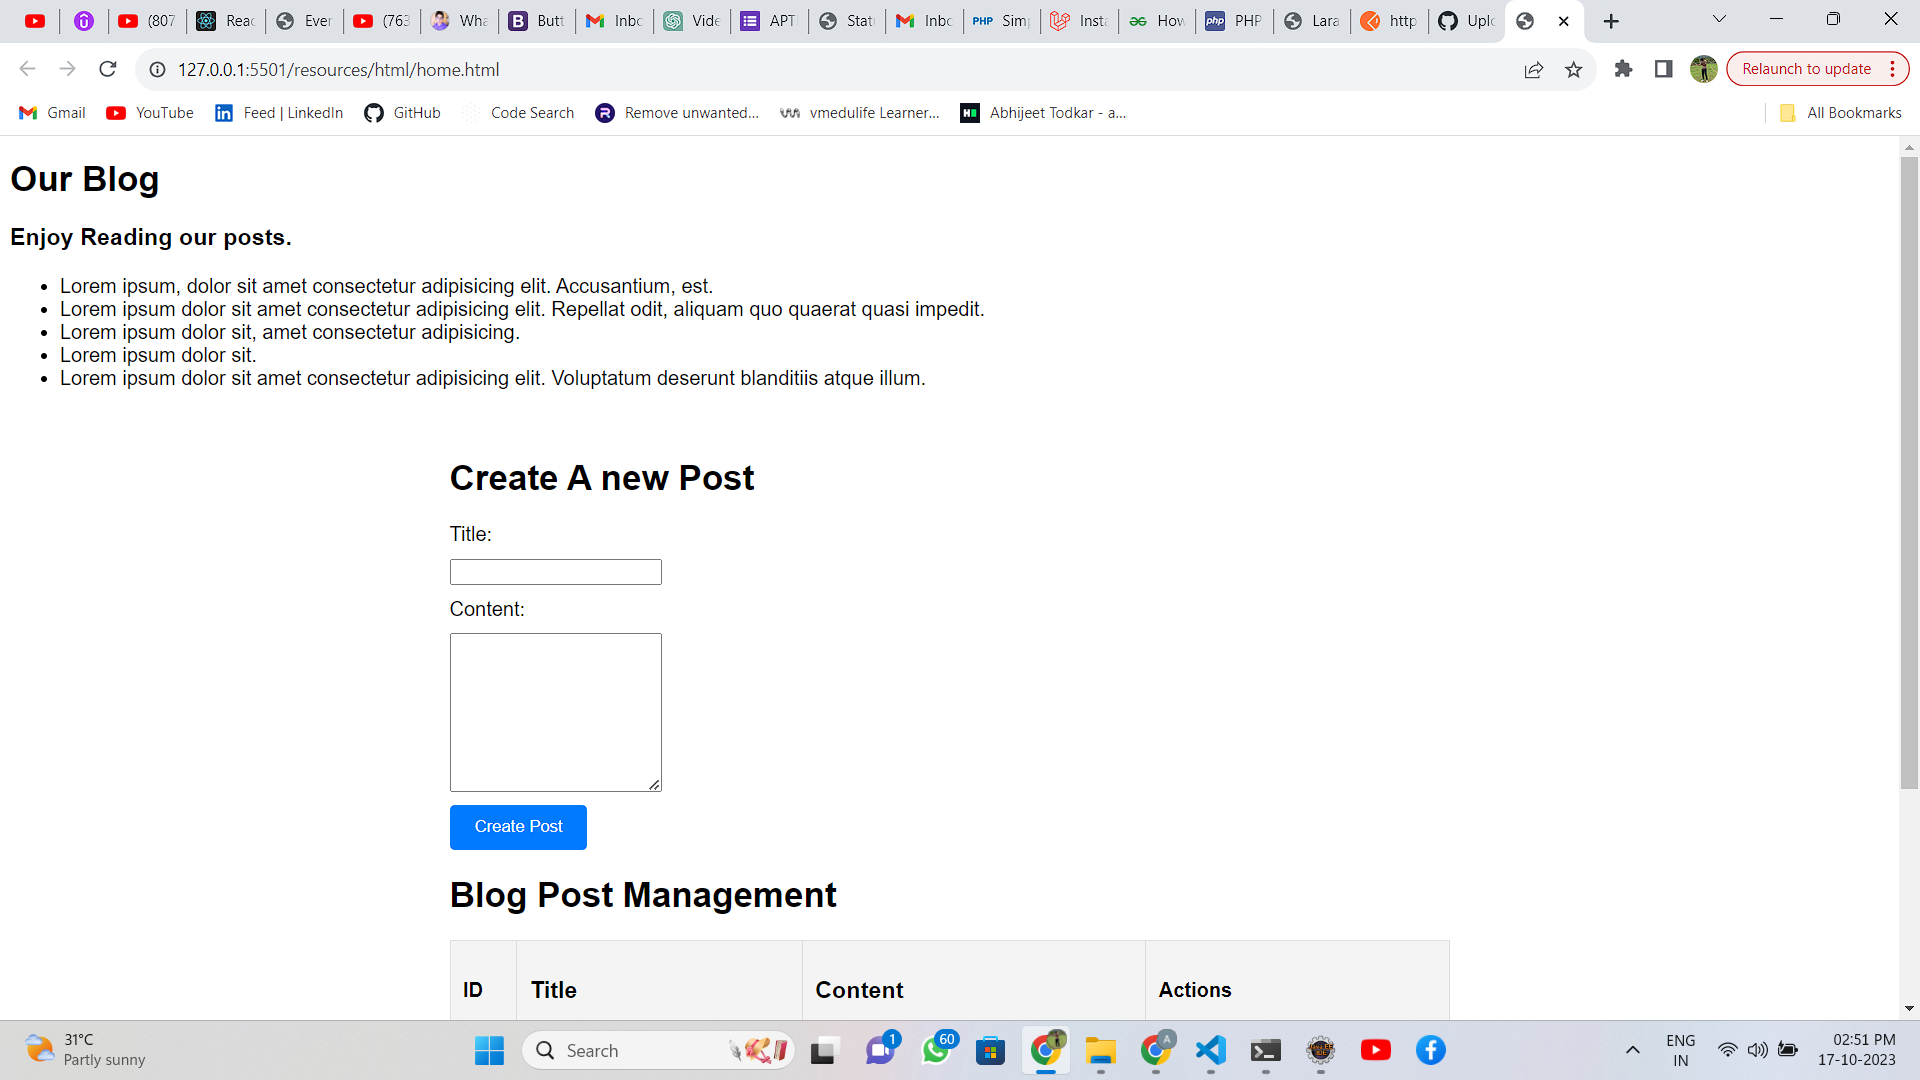 (807
Reac
Ever
(763
Wha
Butt
Inbc
Vide
APT
Stat
Inbc
PHP Sim
Insta
How
php PHP
Lara
http
Uplo
127.0.0.1:5501/resources/html/home.html
Relaunch to update
Gmail
YouTube
Feed | LinkedIn
GitHub
Code Search
Remove unwanted...
vmedulife Learner...
Abhijeet Todkar - a...
All Bookmarks
Our Blog
Enjoy Reading our posts.
• Lorem ipsum, dolor sit amet consectetur adipisicing elit. Accusantium, est.
• Lorem ipsum dolor sit amet consectetur adipisicing elit. Repellat odit, aliquam quo quaerat quasi impedit.
• Lorem ipsum dolor sit, amet consectetur adipisicing.
• Lorem ipsum dolor sit.
• Lorem ipsum dolor sit amet consectetur adipisicing elit. Voluptatum deserunt blanditiis atque illum.
Create A new Post
Title:
Content:
Create Post
Blog Post Management
ID Title Content Actions
31°C
Partly sunny
Search
1
60
A
ENG
IN
02:51 PM
17-10-2023